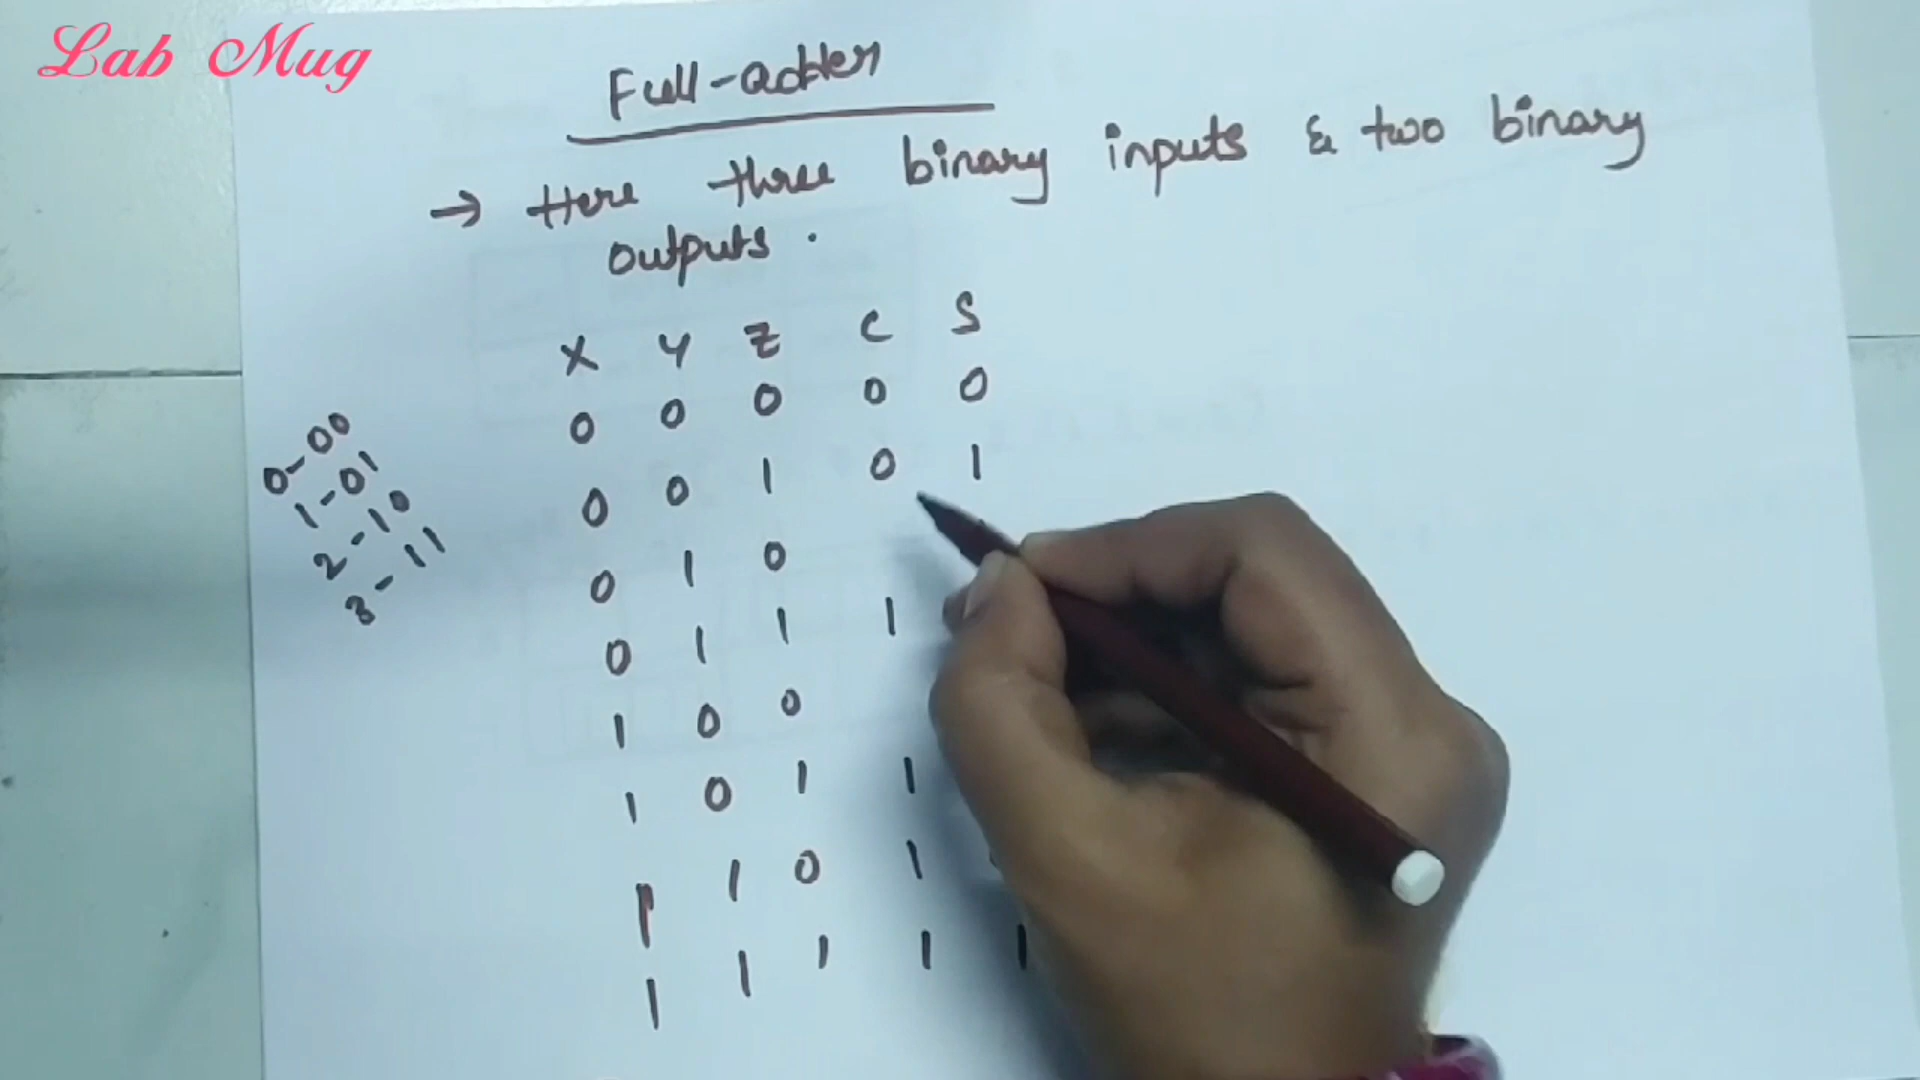 Lab Mug
Full-adder
→ Here three binary inputs & two binary
outputs.
X Y Z C S
0 0 0 0 0
0 0 1 0 1
0 1 0
0 1 1 1
1 0 0
1 0 1 1
1 1 0 1
1 1 1 1 1
0-00
1-01
2-10
3-11